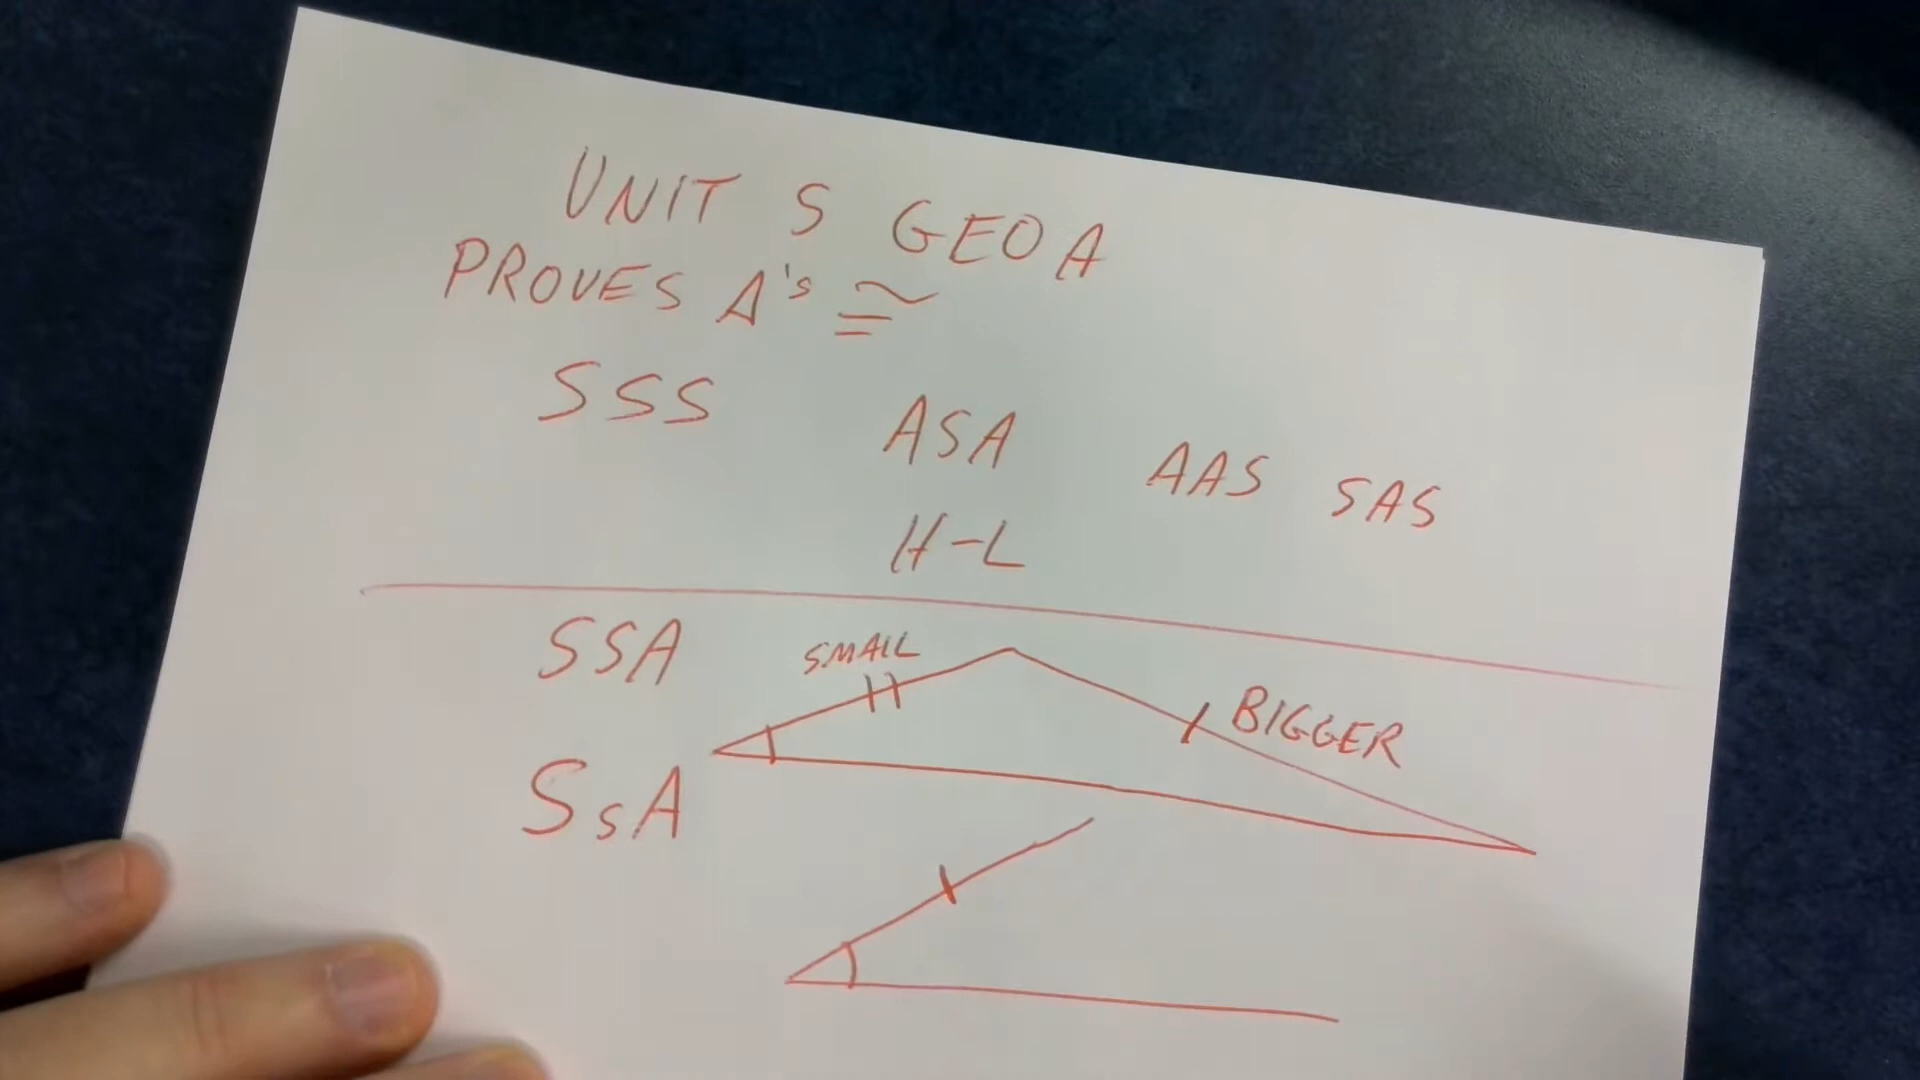 UNIT 5 GEO A
PROVES Δ's ≅
SSS ASA AAS SAS
H-L
SSA SMALL BIGGER
SsA